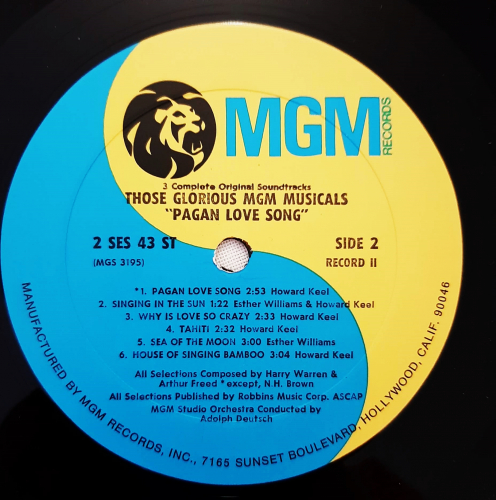 MGM
RECORDS
3 Complete Original Soundtracks
THOSE GLORIOUS MGM MUSICALS
"PAGAN LOVE SONG"
2 SES 43 ST
SIDE 2
(MGS 3195)
RECORD II
*1. PAGAN LOVE SONG 2:53 Howard Keel
2. SINGING IN THE SUN 1:22 Esther Williams & Howard Keel
3. WHY IS LOVE SO CRAZY 2:33 Howard Keel
4. TAHITI 2:32 Howard Keel
5. SEA OF THE MOON 3:00 Esther Williams
6. HOUSE OF SINGING BAMBOO 3:04 Howard Keel
All Selections Composed by Harry Warren &
Arthur Freed *except, N.H. Brown
All Selections Published by Robbins Music Corp. ASCAP
MGM Studio Orchestra Conducted by
Adolph Deutsch
MANUFACTURED BY MGM RECORDS, INC., 7165 SUNSET BOULEVARD, HOLLYWOOD, CALIF. 90046